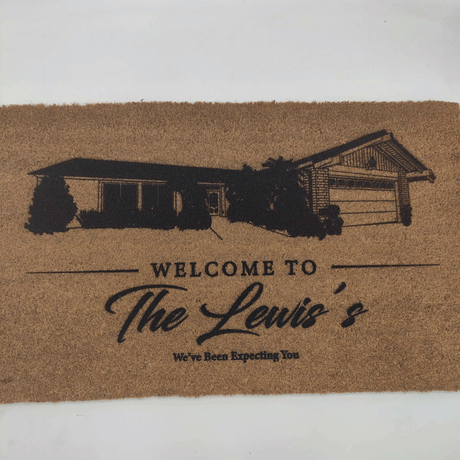 WELCOME TO
The Lewis's
We've Been Expecting You